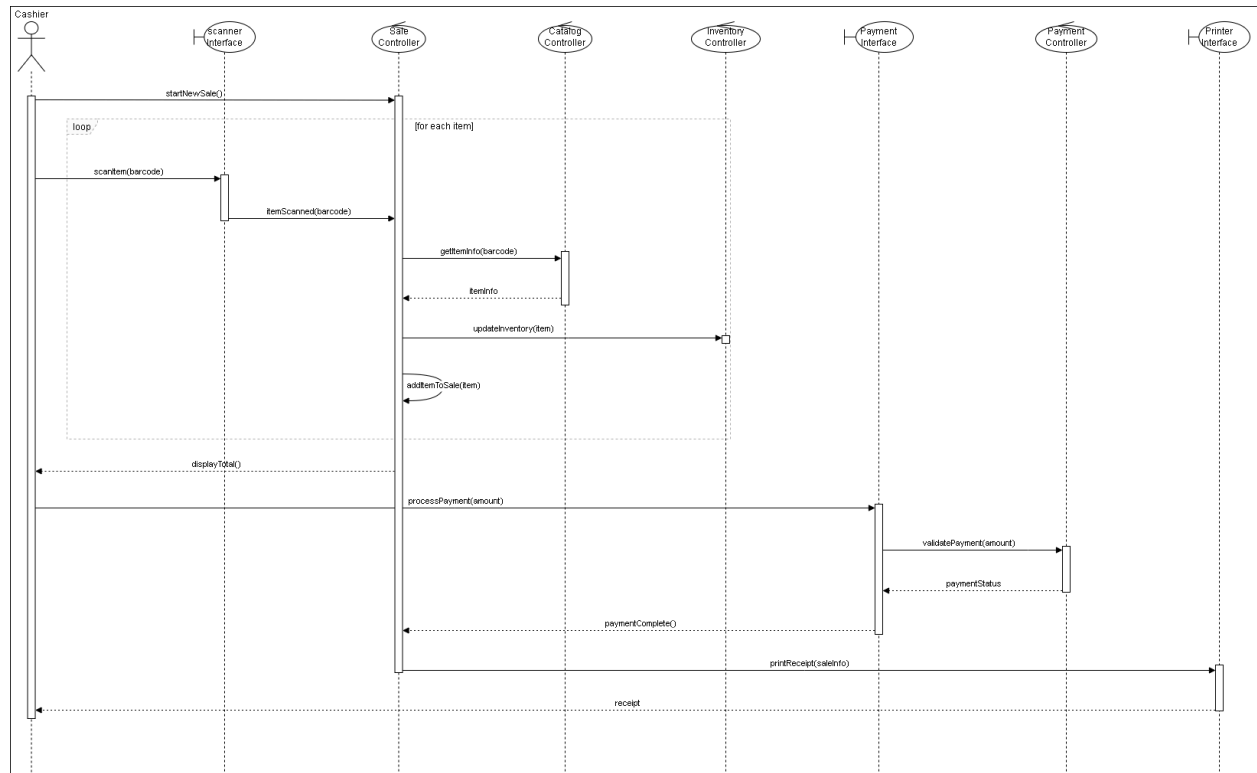 Cashier
scanner
Interface
Sale
Controller
Catalog
Controller
Inventory
Controller
Payment
Interface
Payment
Controller
Printer
Interface
startNewSale()
loop
[for each item]
scanItem(barcode)
itemScanned(barcode)
getItemInfo(barcode)
itemInfo
updateInventory(item)
addItemToSale(item)
displayTotal()
processPayment(amount)
validatePayment(amount)
paymentStatus
paymentComplete()
printReceipt(saleInfo)
receipt